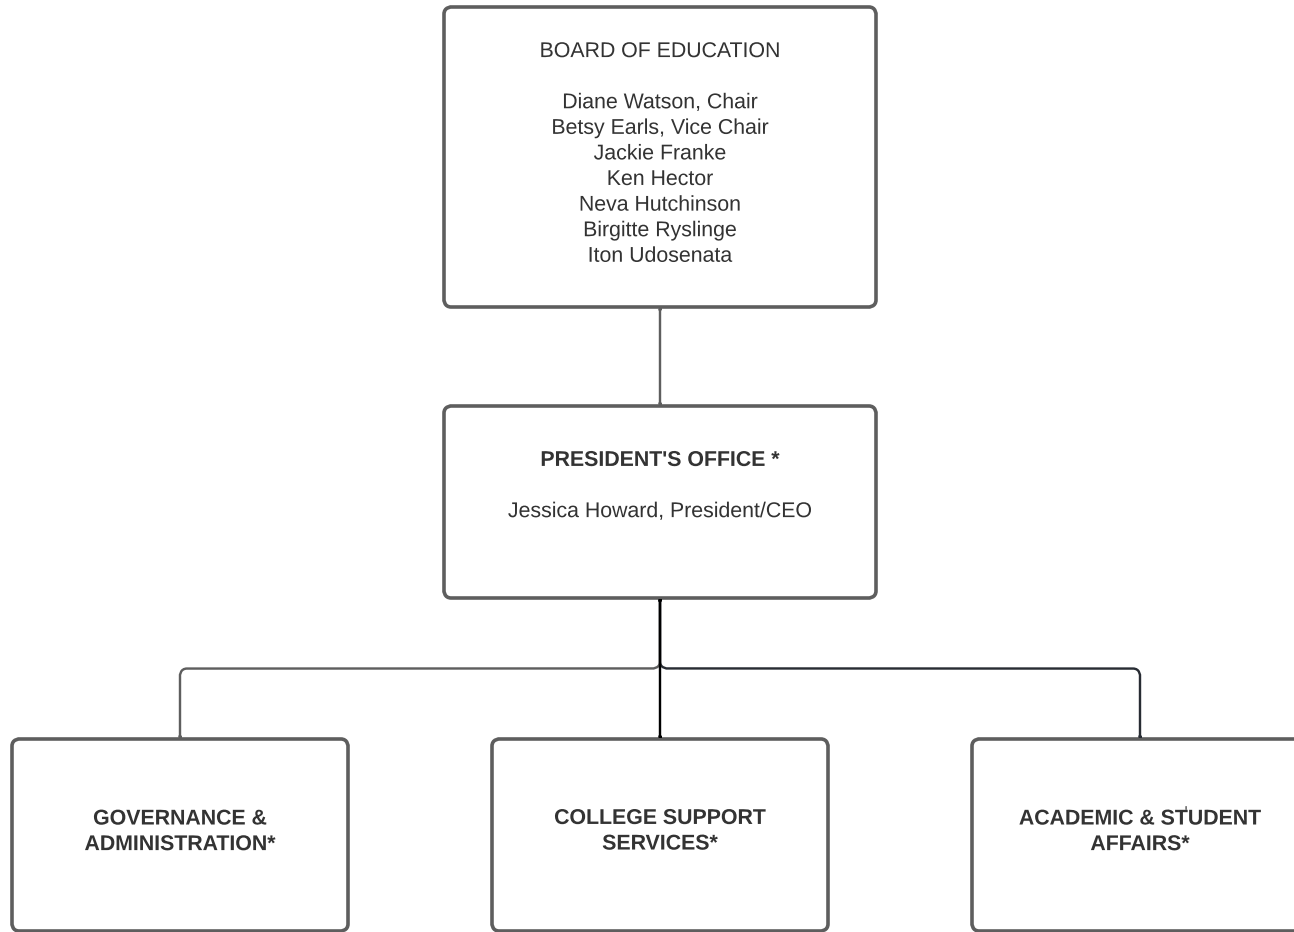 BOARD OF EDUCATION
Diane Watson, Chair
Betsy Earls, Vice Chair
Jackie Franke
Ken Hector
Neva Hutchinson
Birgitte Ryslinge
Iton Udosenata
PRESIDENT'S OFFICE *
Jessica Howard, President/CEO
GOVERNANCE &
ADMINISTRATION*
COLLEGE SUPPORT
SERVICES*
ACADEMIC & STUDENT
AFFAIRS*